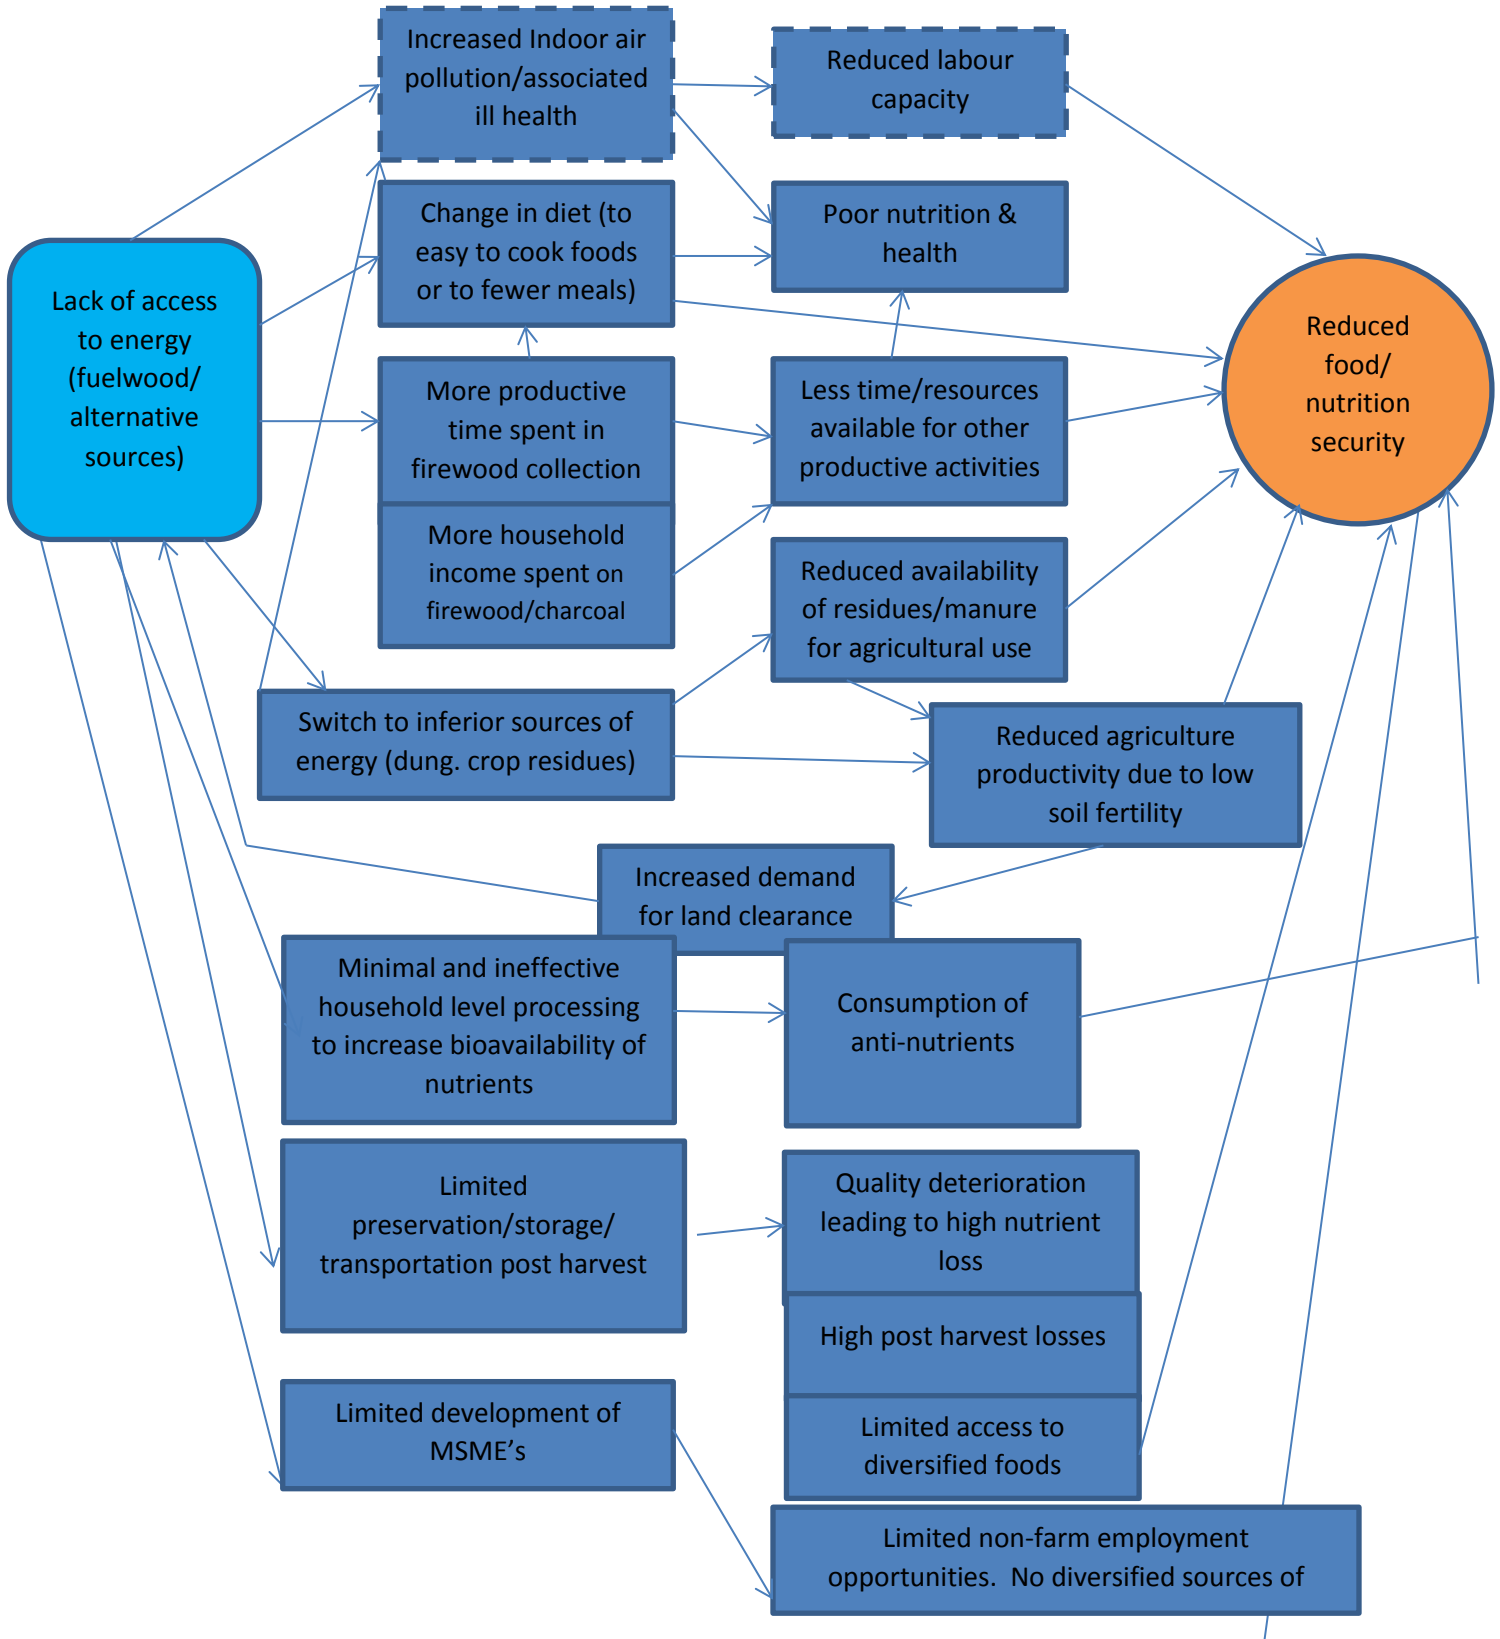 Increased Indoor air
pollution/associated
ill health
Reduced labour
capacity
Change in diet (to
easy to cook foods
or to fewer meals)
Poor nutrition &
health
Lack of access
to energy
(fuelwood/
alternative
sources)
Reduced
food/
nutrition
security
More productive
time spent in
firewood collection
Less time/resources
available for other
productive activities
More household
income spent on
firewood/charcoal
Reduced availability
of residues/manure
for agricultural use
Switch to inferior sources of
energy (dung. crop residues)
Reduced agriculture
productivity due to low
soil fertility
Increased demand
for land clearance
Minimal and ineffective
household level processing
to increase bioavailability of
nutrients
Consumption of
anti-nutrients
Limited
preservation/storage/
transportation post harvest
Quality deterioration
leading to high nutrient
loss
High post harvest losses
Limited development of
MSME's
Limited access to
diversified foods
Limited non-farm employment
opportunities.  No diversified sources of